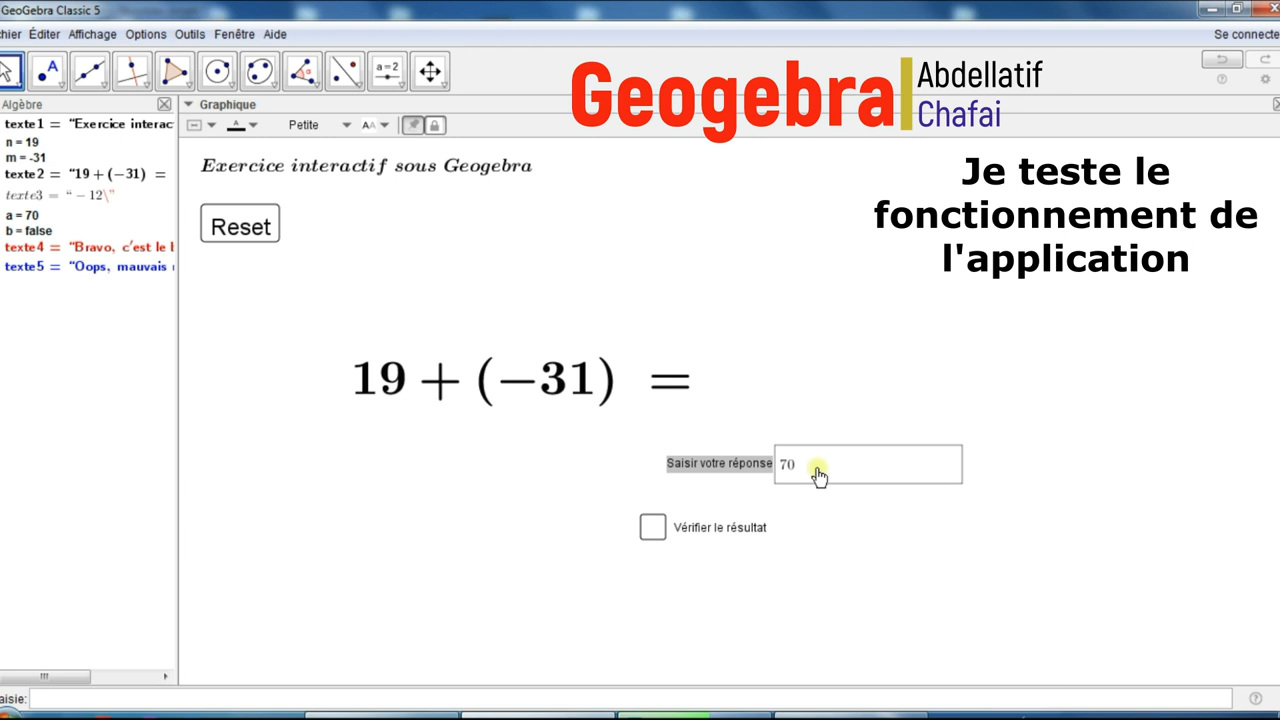 GeoGebra Classic 5
hier Éditer Affichage Options Outils Fenêtre Aide
Se connecte
a=2
Geogebra
Abdellatif
Chafai
Algèbre
Graphique
Petite
AA
texte1 = "Exercice interac
n = 19
m = -31
texte2 = "19 + (−31) =
texte3 = " − 12\"
a = 70
b = false
texte4 = "Bravo, c'est le b
texte5 = "Oops, mauvais
Exercice interactif sous Geogebra
Reset
Je teste le
fonctionnement de
l'application
19 + (−31) =
Saisir votre réponse 70
Vérifier le résultat
aisie: